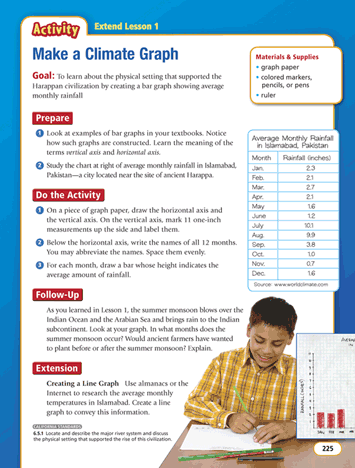 Activity Extend Lesson 1
Make a Climate Graph
Goal: To learn about the physical setting that supported the
Harappan civilization by creating a bar graph showing average
monthly rainfall
Materials & Supplies
• graph paper
• colored markers,
pencils, or pens
• ruler
Prepare
1 Look at examples of bar graphs in your textbooks. Notice
how such graphs are constructed. Learn the meaning of the
terms vertical axis and horizontal axis.
2 Study the chart at right of average monthly rainfall in Islamabad,
Pakistan—a city located near the site of ancient Harappa.
Average Monthly Rainfall
in Islamabad, Pakistan
Month Rainfall (inches)
Jan. 2.3
Feb. 2.1
Mar. 2.7
Apr. 2.1
May 1.6
June 1.2
July 10.1
Aug. 9.9
Sep. 3.8
Oct. 1.0
Nov. 0.7
Dec. 1.6
Source: www.worldclimate.com
Do the Activity
1 On a piece of graph paper, draw the horizontal axis and
the vertical axis. On the vertical axis, mark 11 one-inch
measurements up the side and label them.
2 Below the horizontal axis, write the names of all 12 months.
You may abbreviate the names. Space them evenly.
3 For each month, draw a bar whose height indicates the
average amount of rainfall.
Follow-Up
As you learned in Lesson 1, the summer monsoon blows over the
Indian Ocean and the Arabian Sea and brings rain to the Indian
subcontinent. Look at your graph. In what months does the
summer monsoon occur? Would ancient farmers have wanted
to plant before or after the summer monsoon? Explain.
Extension
Creating a Line Graph Use almanacs or the
Internet to research the average monthly
temperatures in Islamabad. Create a line
graph to convey this information.
CALIFORNIA STANDARDS
6.5.1 Locate and describe the major river system and discuss
the physical setting that supported the rise of this civilization.
225